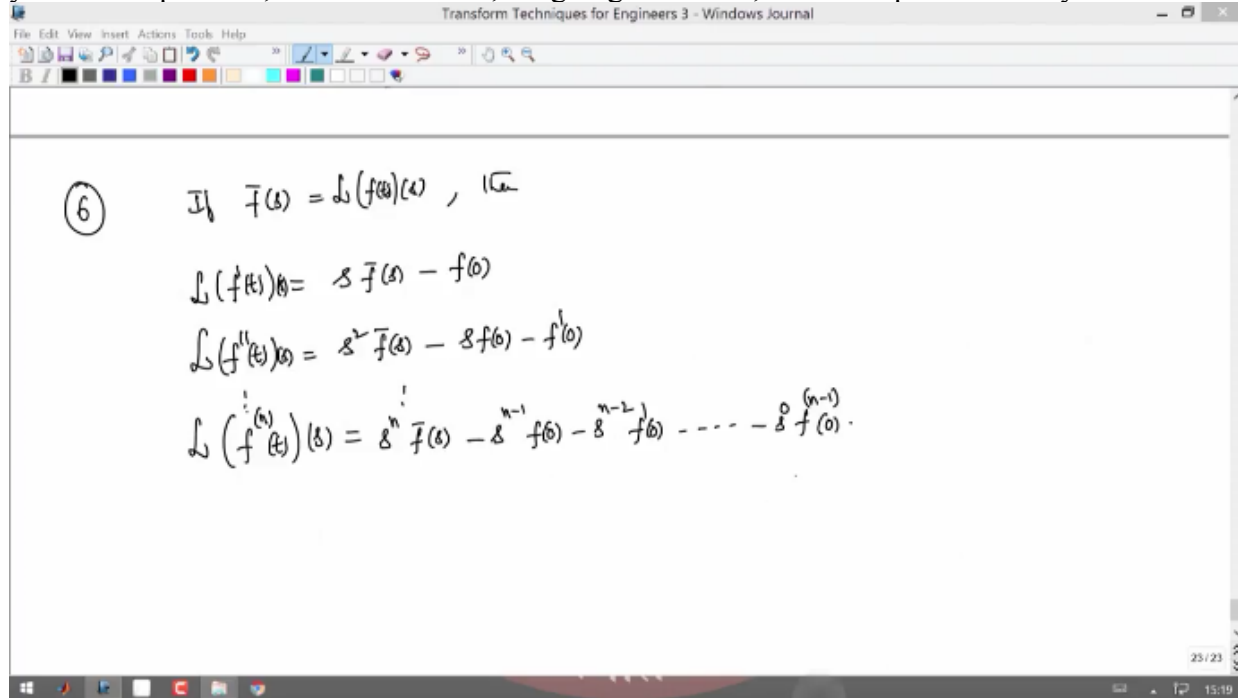 Transform Techniques for Engineers 3 - Windows Journal
File Edit View Insert Actions Tools Help
B I
⑥ If f̄(s) = L(f(t))(s), then
L(f'(t))(s) = s f̄(s) − f(0)
L(f''(t))(s) = s² f̄(s) − s f(0) − f'(0)
⋮ ⋮
L(f⁽ⁿ⁾(t))(s) = sⁿ f̄(s) − sⁿ⁻¹ f(0) − sⁿ⁻² f'(0) - - - - - s⁰ f⁽ⁿ⁻¹⁾(0).
23/23
15:19